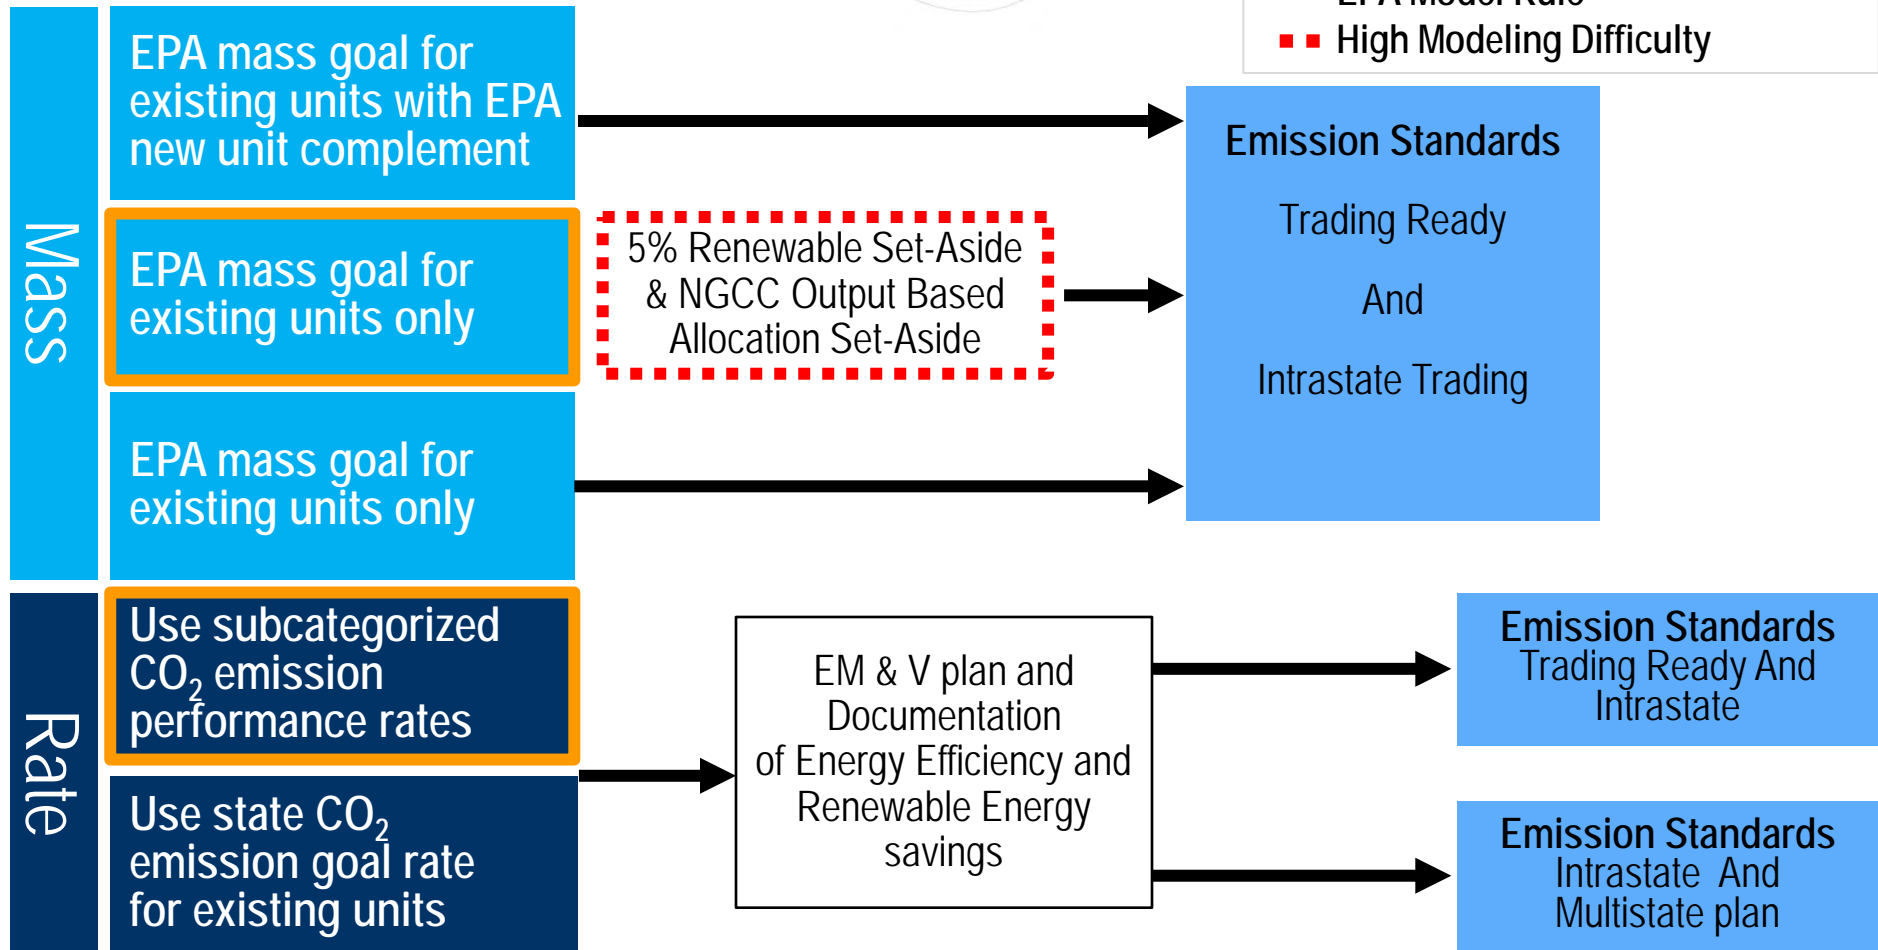 EPA Model Rule
High Modeling Difficulty
Mass
EPA mass goal for
existing units with EPA
new unit complement
EPA mass goal for
existing units only
EPA mass goal for
existing units only
5% Renewable Set-Aside
& NGCC Output Based
Allocation Set-Aside
Emission Standards
Trading Ready
And
Intrastate Trading
Rate
Use subcategorized
CO₂ emission
performance rates
Use state CO₂
emission goal rate
for existing units
EM & V plan and
Documentation
of Energy Efficiency and
Renewable Energy
savings
Emission Standards
Trading Ready And
Intrastate
Emission Standards
Intrastate And
Multistate plan